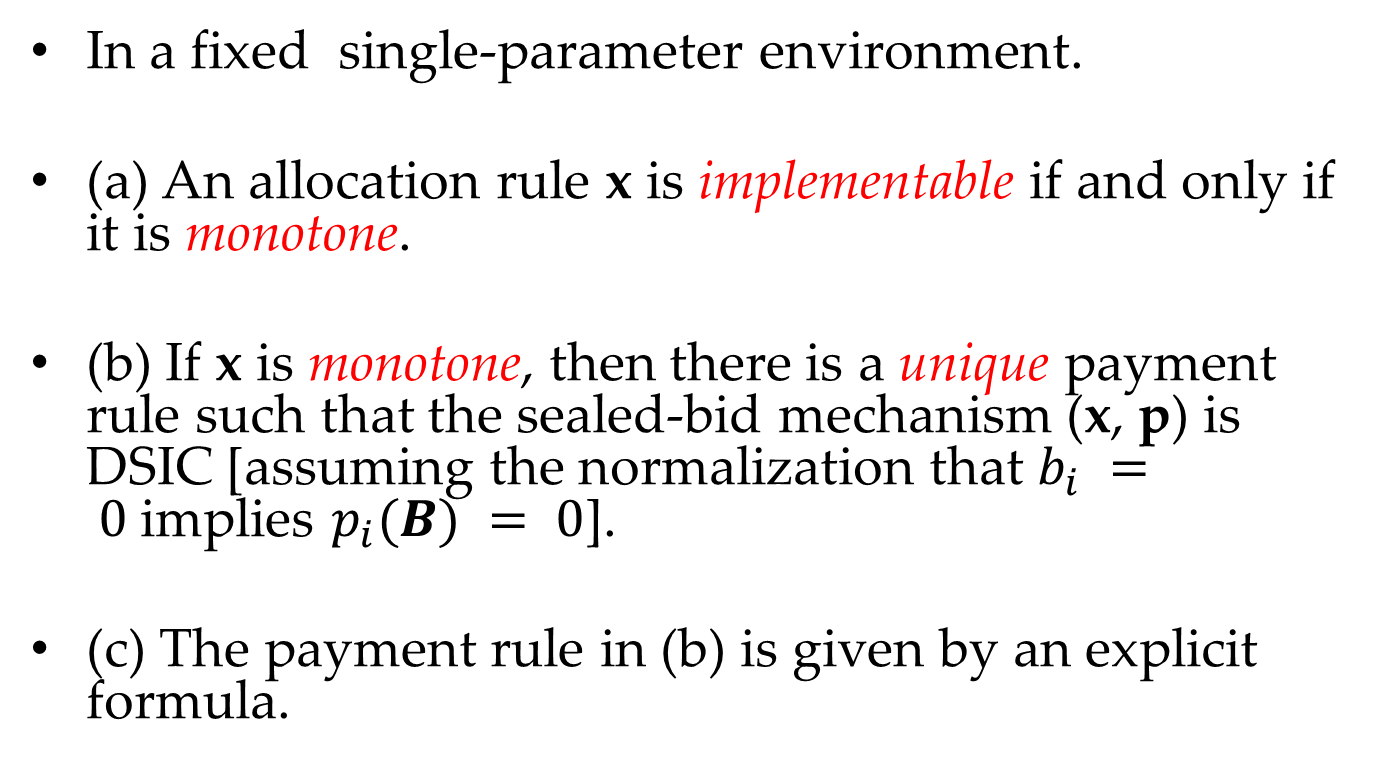 • In a fixed  single-parameter environment.
• (a) An allocation rule x is implementable if and only if
it is monotone.
• (b) If x is monotone, then there is a unique payment
rule such that the sealed-bid mechanism (x, p) is
DSIC [assuming the normalization that 𝑏ᵢ =
0 implies 𝑝ᵢ(𝑩) = 0].
• (c) The payment rule in (b) is given by an explicit
formula.